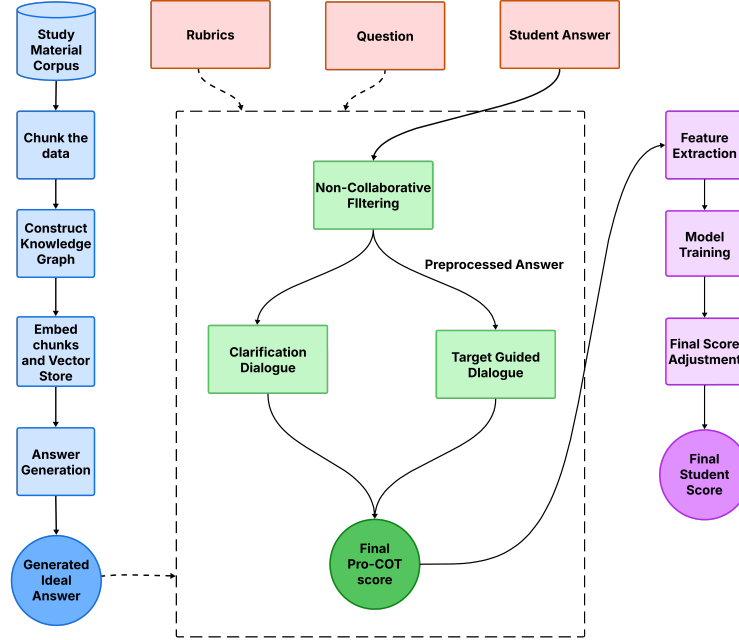 Study
Material
Corpus
Rubrics
Question
Student Answer
Chunk the
data
Construct
Knowledge
Graph
Embed
chunks
and Vector
Store
Answer
Generation
Generated
Ideal
Answer
Non-Collaborative
FIltering
Preprocessed Answer
Clarification
Dialogue
Target Guided
DIalogue
Final
Pro-COT
score
Feature
Extraction
Model
Training
Final Score
Adjustment
Final
Student
Score